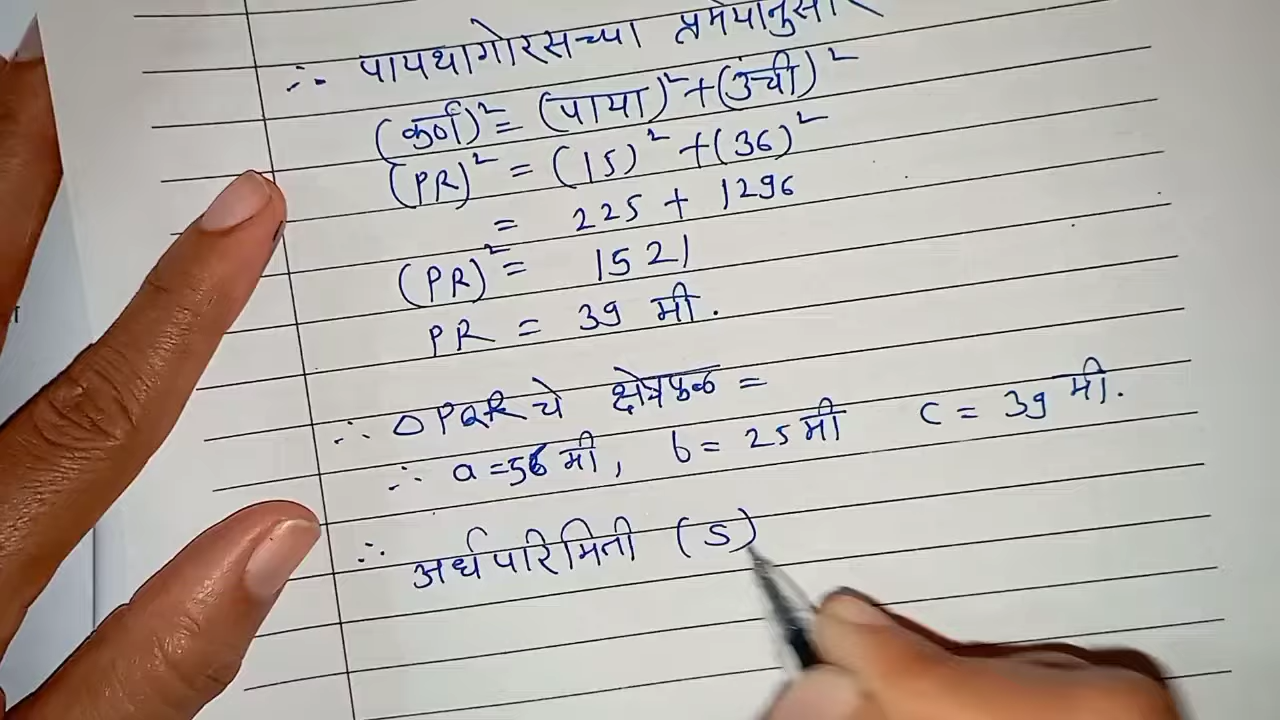 ∴ पायथागोरसच्या प्रमेयानुसार
(कर्ण)² = (पाया)² + (उंची)²
(PR)² = (15)² + (36)²
= 225 + 1296
(PR)² = 1521
PR = 39 मी.
∴ △PQR चे क्षेत्रफळ =
∴ a = 56 मी, b = 25 मी c = 39 मी.
∴ अर्धपरिमिती (S)